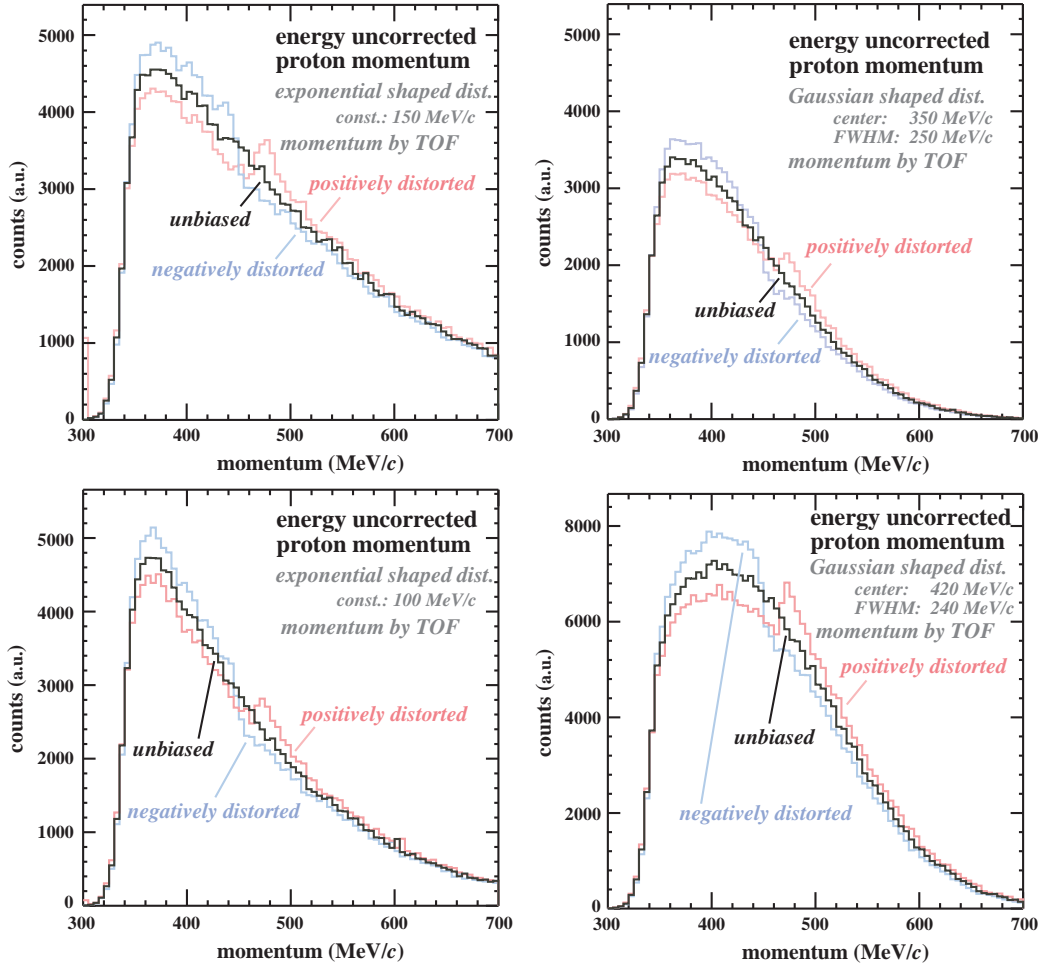 energy uncorrected
proton momentum
exponential shaped dist.
const.: 150 MeV/c
momentum by TOF
positively distorted
unbiased
negatively distorted
counts (a.u.)
5000
4000
3000
2000
1000
0
300 400 500 600 700
momentum (MeV/c)
energy uncorrected
proton momentum
Gaussian shaped dist.
center: 350 MeV/c
FWHM: 250 MeV/c
momentum by TOF
positively distorted
unbiased
negatively distorted
counts (a.u.)
5000
4000
3000
2000
1000
0
300 400 500 600 700
momentum (MeV/c)
energy uncorrected
proton momentum
exponential shaped dist.
const.: 100 MeV/c
momentum by TOF
positively distorted
unbiased
negatively distorted
counts (a.u.)
5000
4000
3000
2000
1000
0
300 400 500 600 700
momentum (MeV/c)
energy uncorrected
proton momentum
Gaussian shaped dist.
center: 420 MeV/c
FWHM: 240 MeV/c
momentum by TOF
positively distorted
unbiased
negatively distorted
counts (a.u.)
8000
6000
4000
2000
0
300 400 500 600 700
momentum (MeV/c)